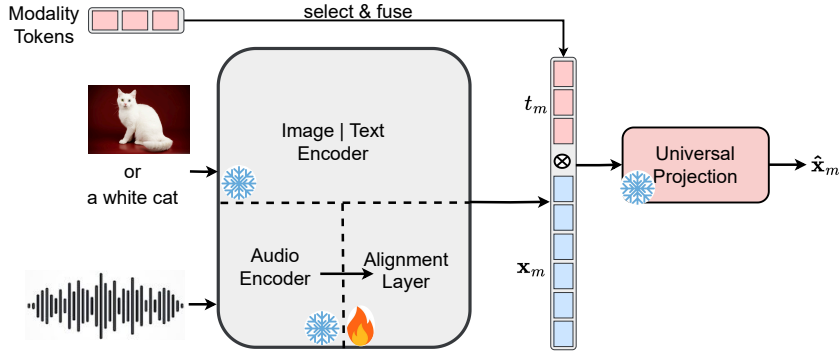 Modality
Tokens
select & fuse
t_m
Image | Text
Encoder
or
a white cat
⊗
Universal
Projection
x̂_m
Audio
Encoder
Alignment
Layer
x_m